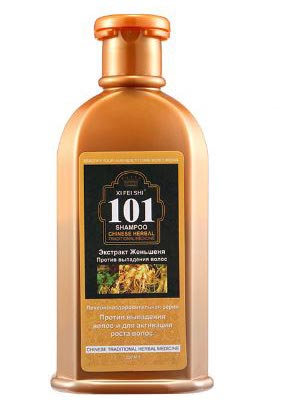 XI FEI SHI
101
SHAMPOO
CHINESE HERBAL
TRADITIONAL MEDICINE
Экстракт Женьшеня
Против выпадения волос
серия
Против выпадения
волос и для активации
роста волос
CHINESE TRADITIONAL HERBAL MEDICINE